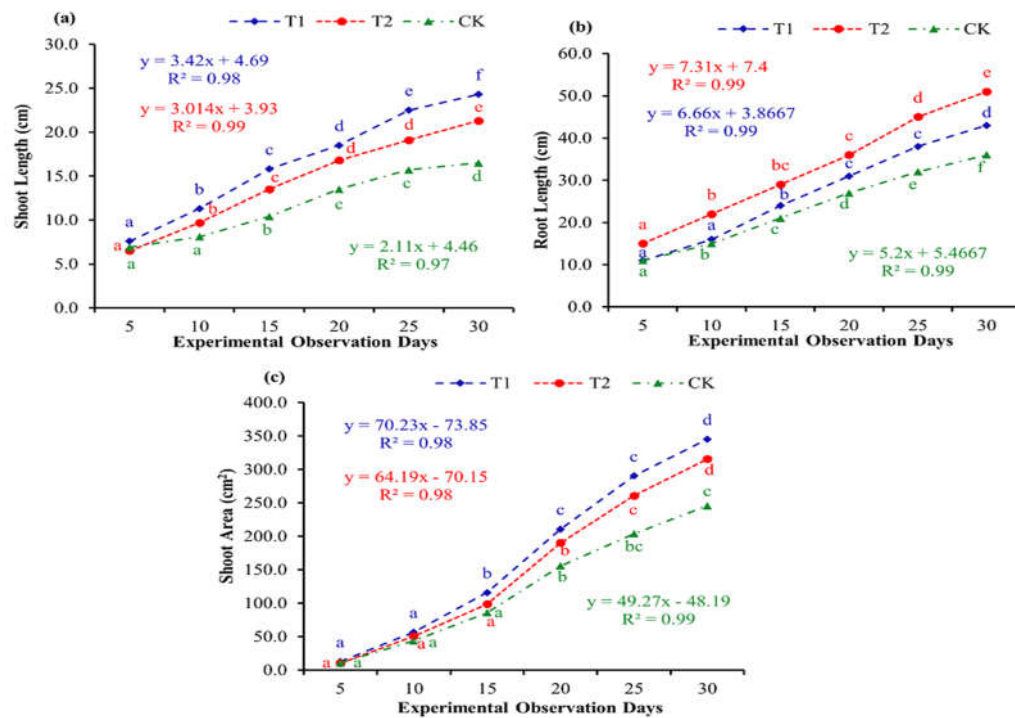 (a)
T1 T2 CK
30.0
25.0
20.0
15.0
10.0
5.0
0.0
Shoot Length (cm)
y = 3.42x + 4.69
R² = 0.98
y = 3.014x + 3.93
R² = 0.99
y = 2.11x + 4.46
R² = 0.97
a b c d e f
a b c d d e
a a b c c d
5 10 15 20 25 30
Experimental Observation Days
(b)
T1 T2 CK
60.0
50.0
40.0
30.0
20.0
10.0
0.0
Root Length (cm)
y = 7.31x + 7.4
R² = 0.99
y = 6.66x + 3.8667
R² = 0.99
y = 5.2x + 5.4667
R² = 0.99
a b bc c d e
a a b c c d
a b c d e f
5 10 15 20 25 30
Experimental Observation Days
(c)
T1 T2 CK
400.0
350.0
300.0
250.0
200.0
150.0
100.0
50.0
0.0
Shoot Area (cm²)
y = 70.23x - 73.85
R² = 0.98
y = 64.19x - 70.15
R² = 0.98
y = 49.27x - 48.19
R² = 0.99
a a b c c d
a a a b c d
a a a b bc c
5 10 15 20 25 30
Experimental Observation Days